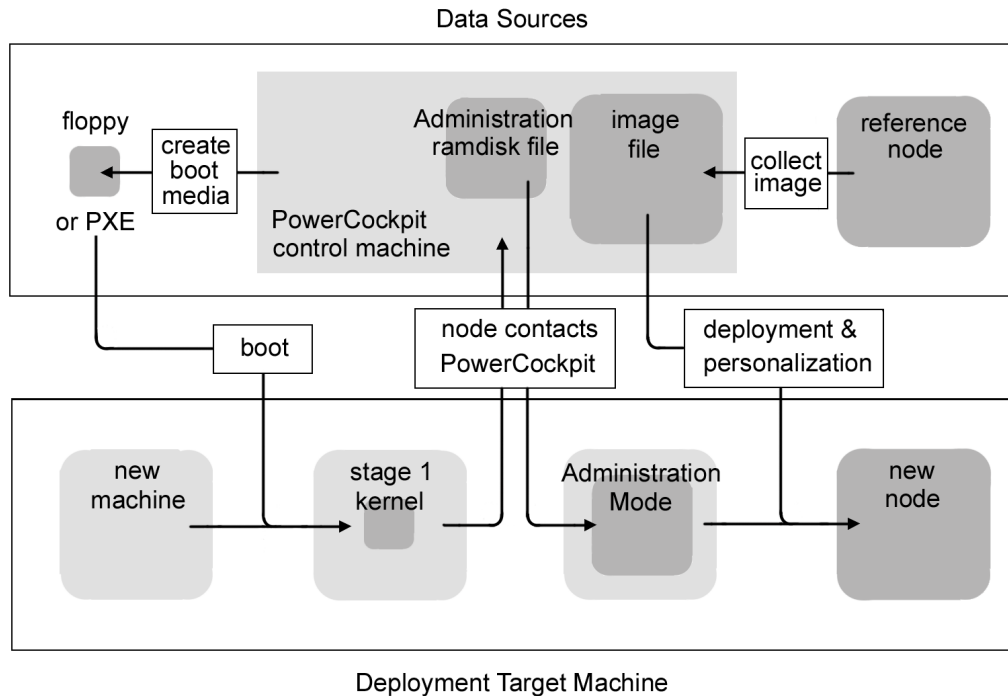 Data Sources
floppy
or PXE
create
boot
media
PowerCockpit
control machine
Administration
ramdisk file
image
file
collect
image
reference
node
boot
node contacts
PowerCockpit
deployment &
personalization
new
machine
stage 1
kernel
Administration
Mode
new
node
Deployment Target Machine